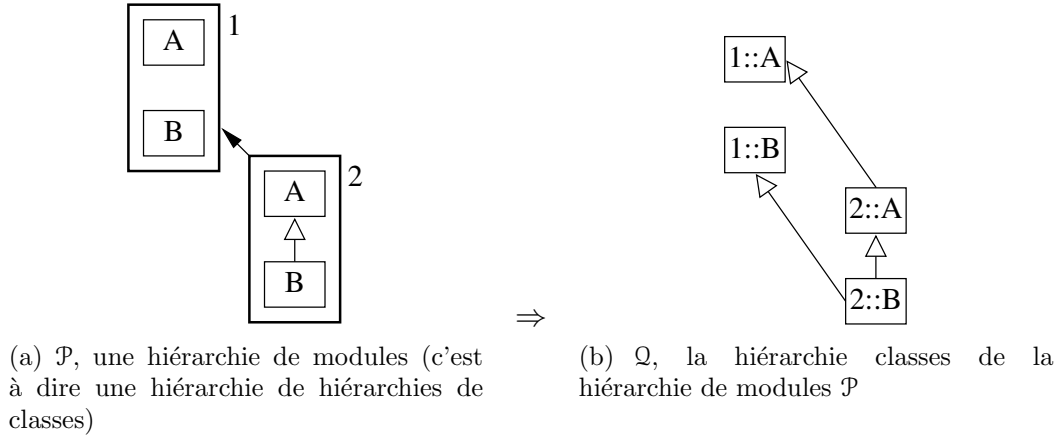 A
1
B
A
2
B
⇒
1::A
1::B
2::A
2::B
(a) 𝒫, une hiérarchie de modules (c'est
à dire une hiérarchie de hiérarchies de
classes)
(b) 𝒬, la hiérarchie classes de la
hiérarchie de modules 𝒫